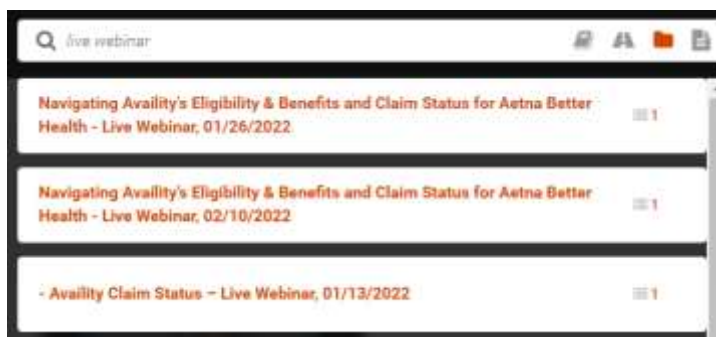 live webinar
Navigating Availity's Eligibility & Benefits and Claim Status for Aetna Better
Health - Live Webinar, 01/26/2022
1
Navigating Availity's Eligibility & Benefits and Claim Status for Aetna Better
Health - Live Webinar, 02/10/2022
1
- Availity Claim Status – Live Webinar, 01/13/2022
1